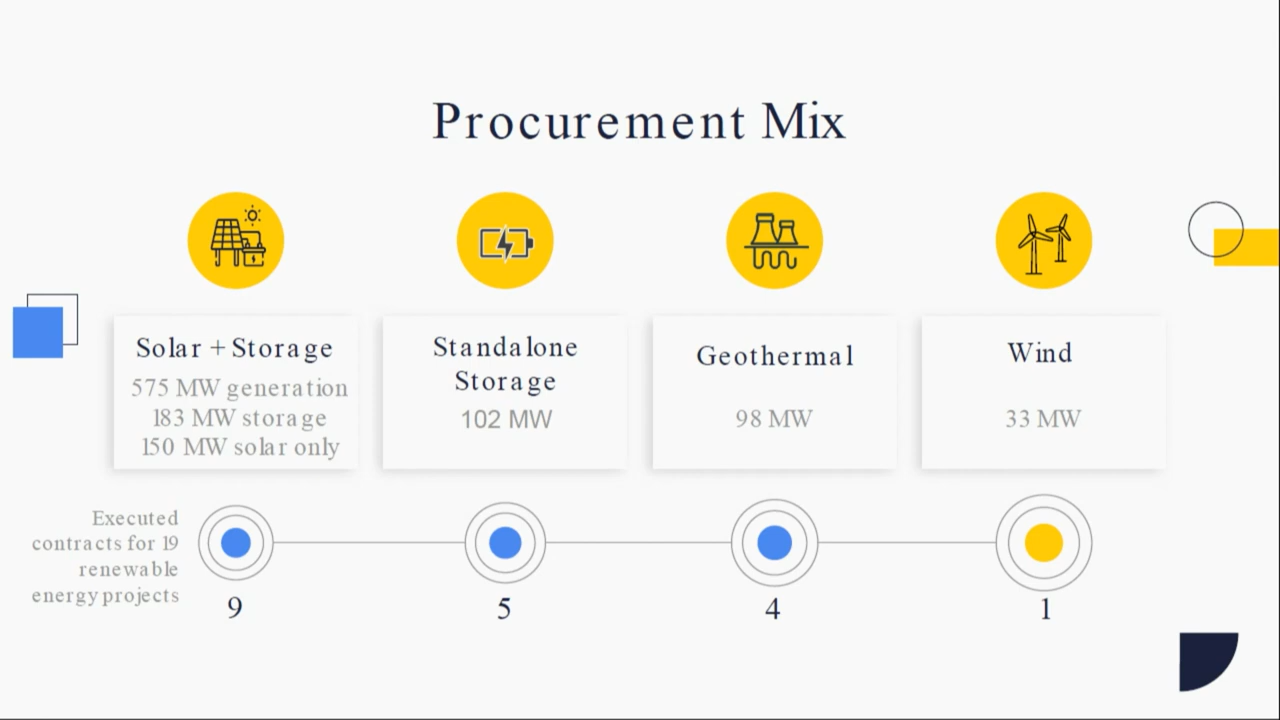 Procurement Mix
Solar + Storage
575 MW generation
183 MW storage
150 MW solar only
Standalone
Storage
102 MW
Geothermal
98 MW
Wind
33 MW
Executed
contracts for 19
renewable
energy projects
9
5
4
1